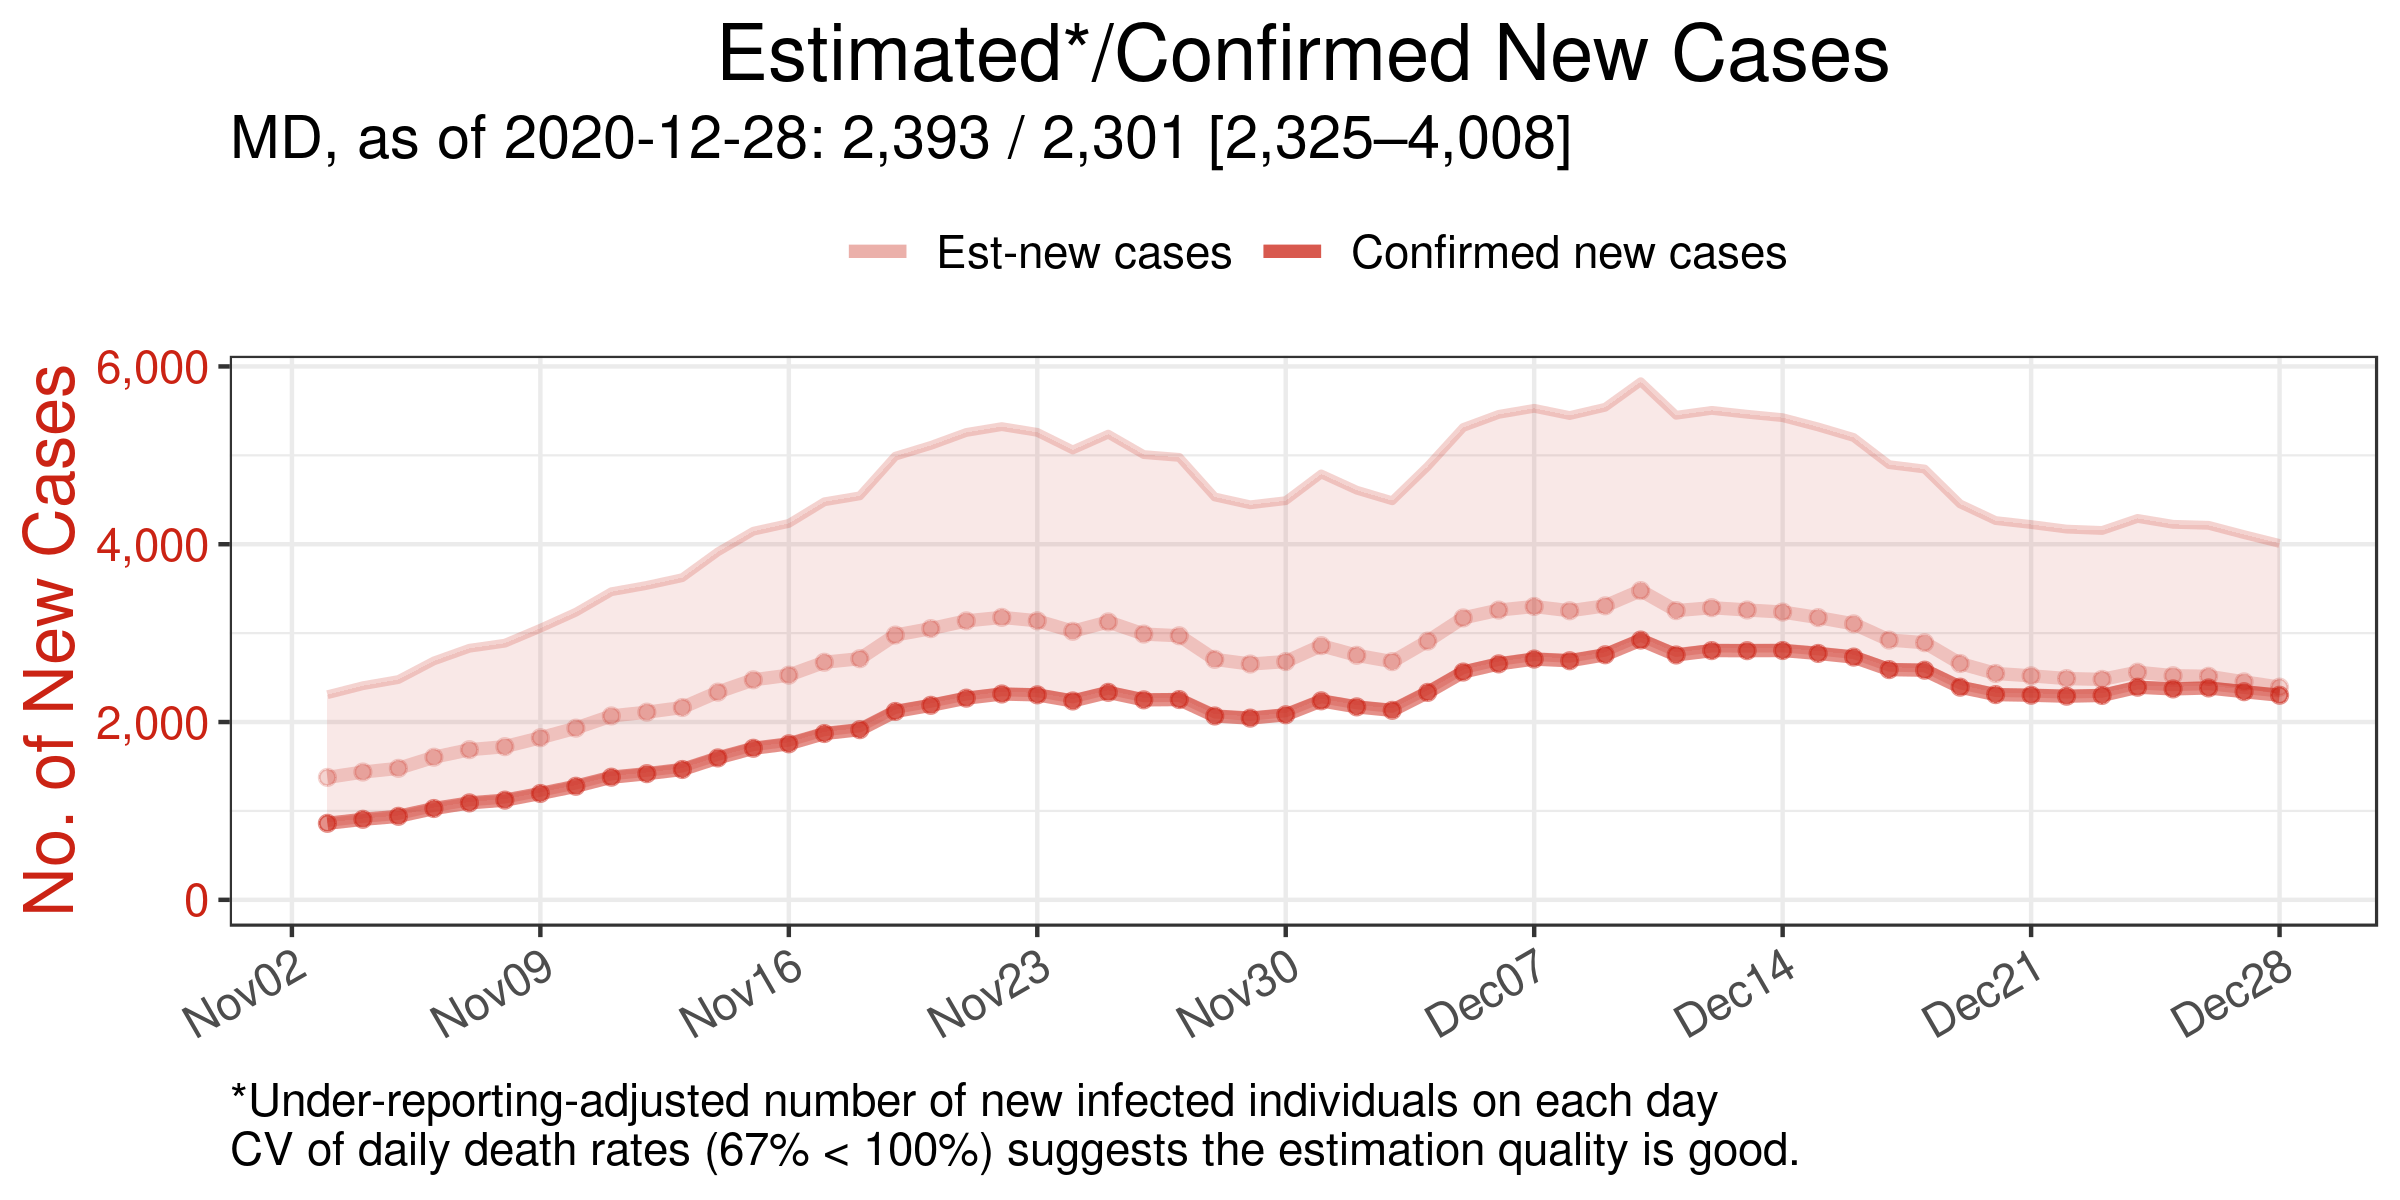 Estimated*/Confirmed New Cases
MD, as of 2020-12-28: 2,393 / 2,301 [2,325–4,008]
Est-new cases
Confirmed new cases
No. of New Cases
6,000
4,000
2,000
0
Nov02
Nov09
Nov16
Nov23
Nov30
Dec07
Dec14
Dec21
Dec28
*Under-reporting-adjusted number of new infected individuals on each day
CV of daily death rates (67% < 100%) suggests the estimation quality is good.